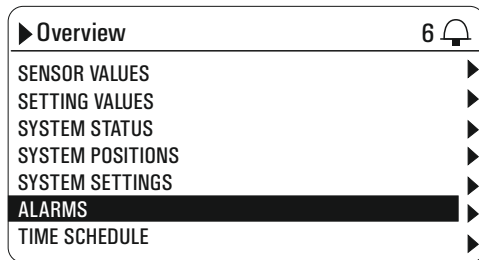 Overview 6
SENSOR VALUES
SETTING VALUES
SYSTEM STATUS
SYSTEM POSITIONS
SYSTEM SETTINGS
ALARMS
TIME SCHEDULE